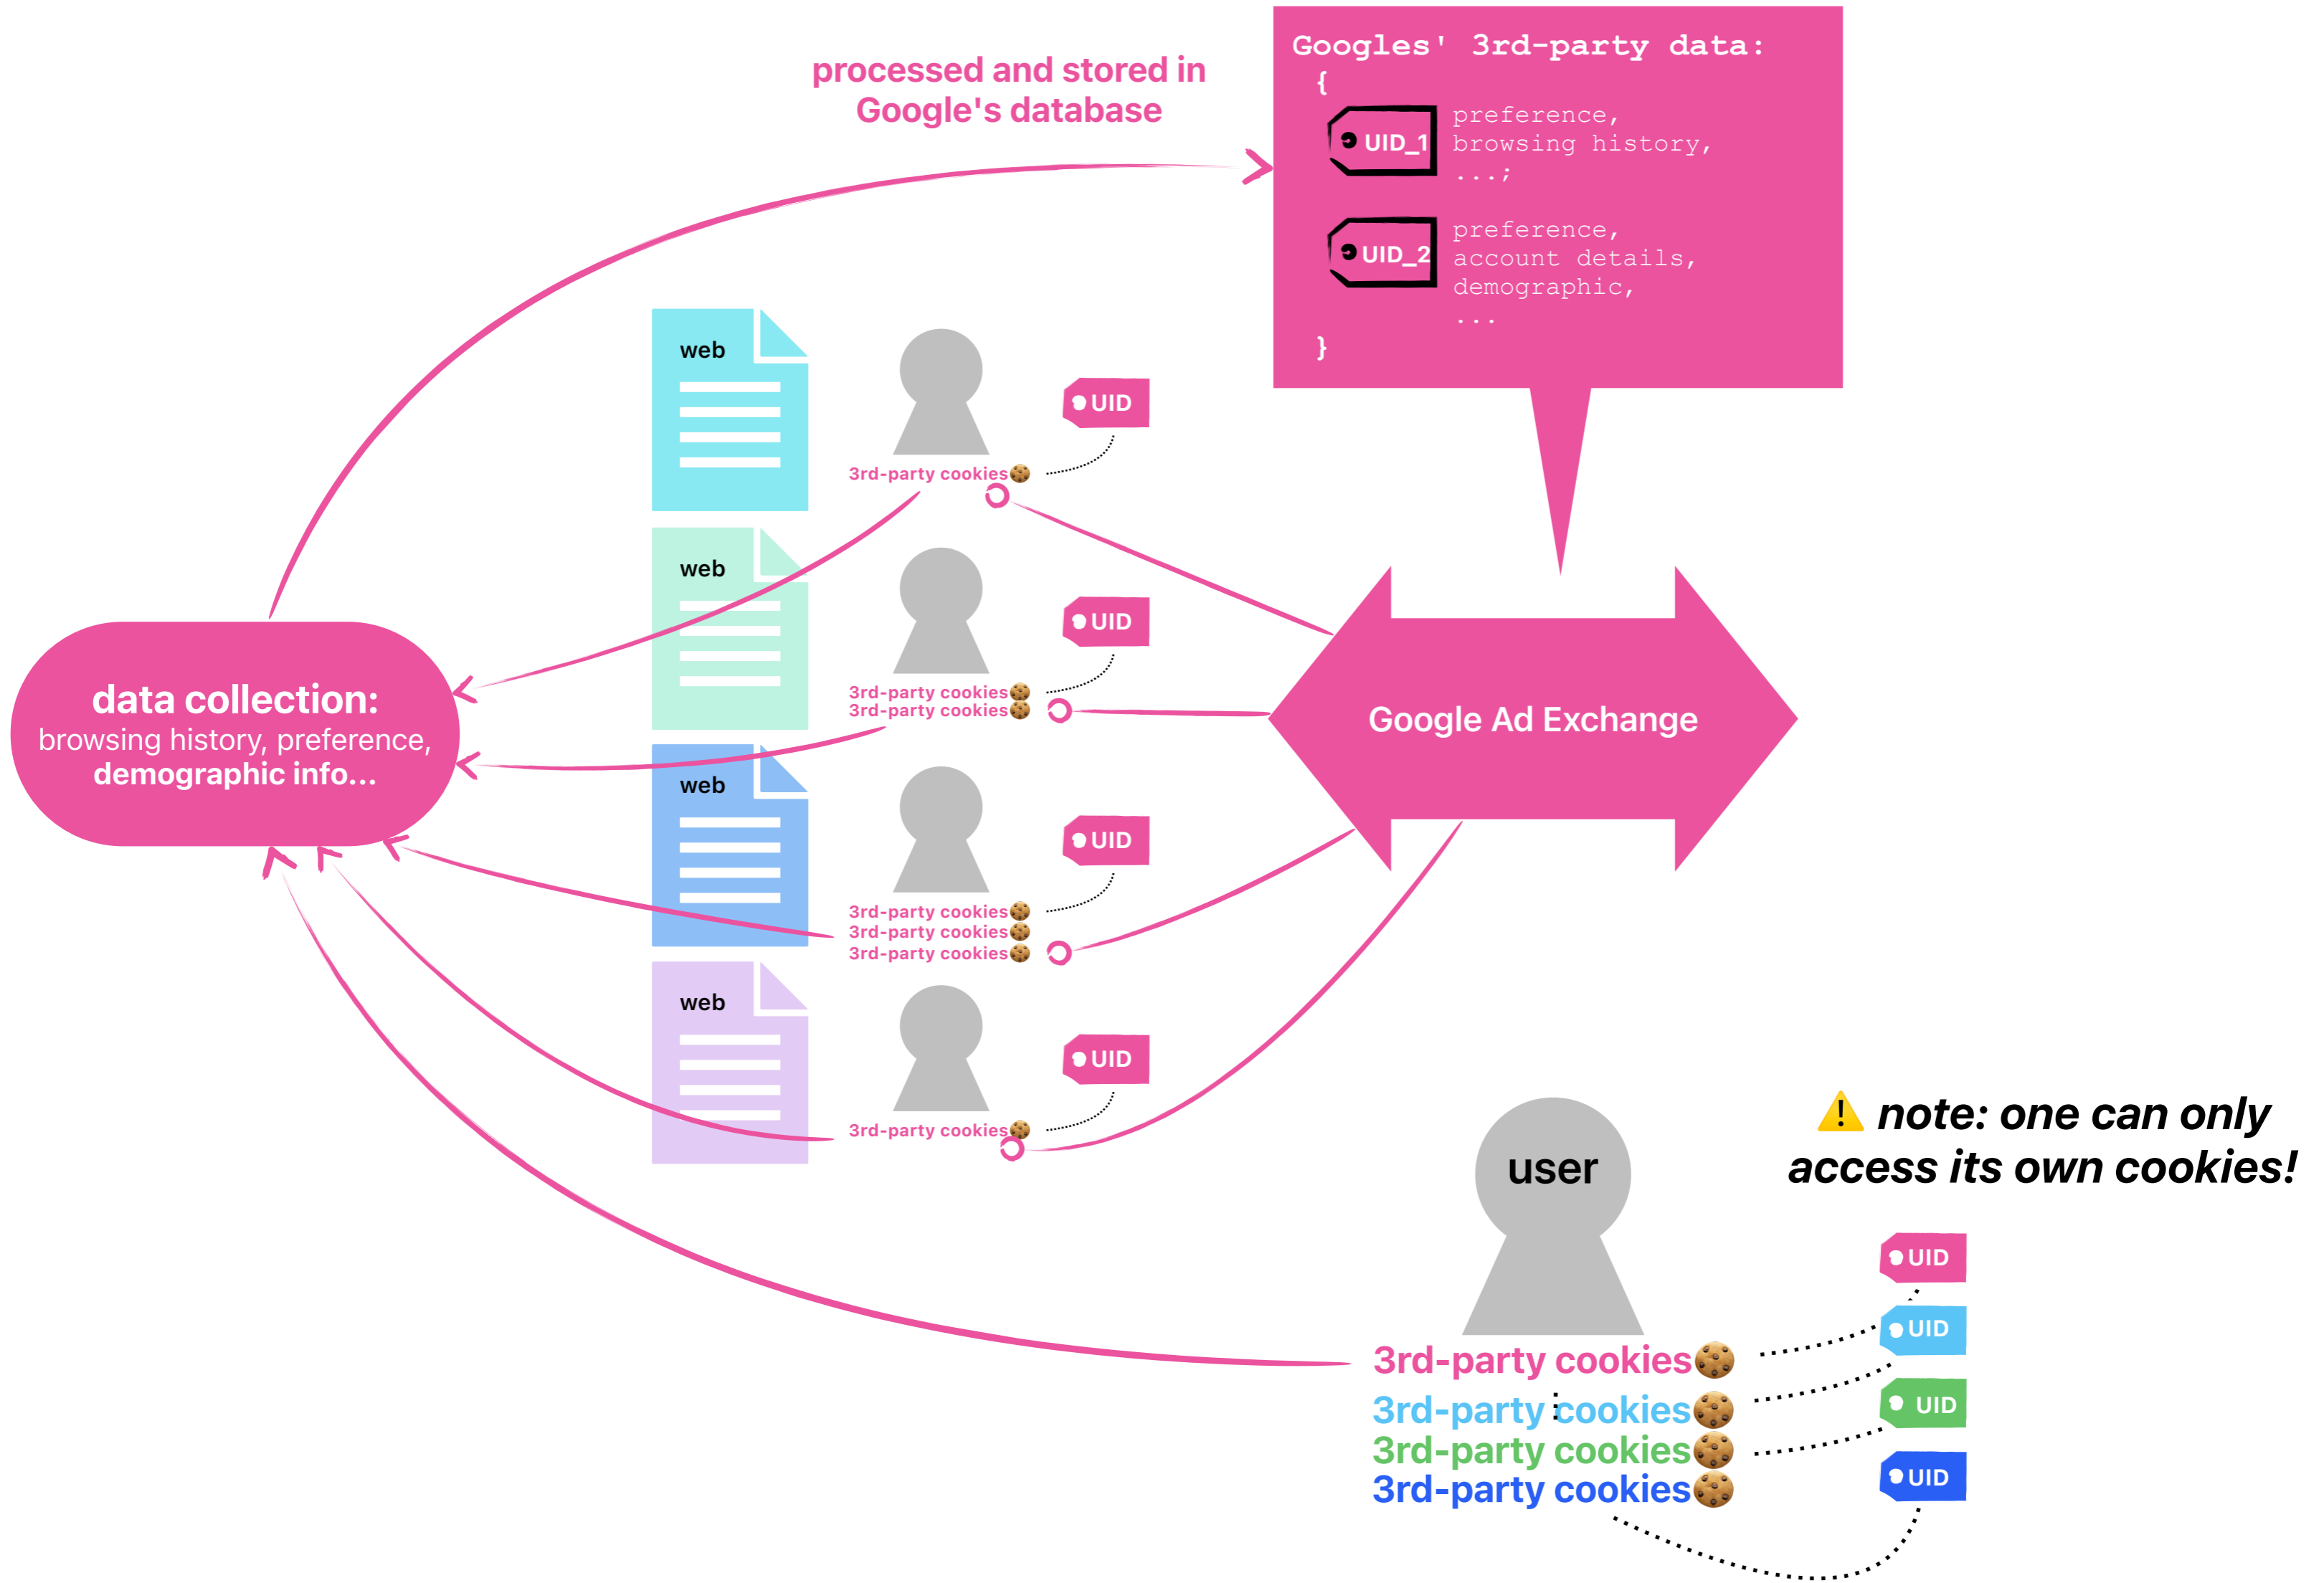 processed and stored in
Google's database
Googles' 3rd-party data:
{
UID_1
preference,
browsing history,
...;
UID_2
preference,
account details,
demographic,
...
}
web
UID
3rd-party cookies
web
UID
3rd-party cookies
3rd-party cookies
data collection:
browsing history, preference,
demographic info...
Google Ad Exchange
web
UID
3rd-party cookies
3rd-party cookies
3rd-party cookies
web
UID
3rd-party cookies
note: one can only
access its own cookies!
user
UID
UID
UID
UID
3rd-party cookies
3rd-party cookies
3rd-party cookies
3rd-party cookies